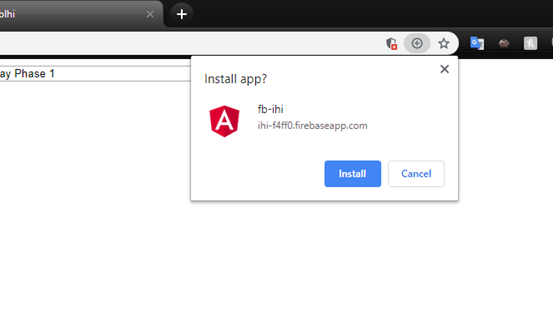 olhi
ay Phase 1
Install app?
fb-ihi
ihi-f4ff0.firebaseapp.com
Install
Cancel